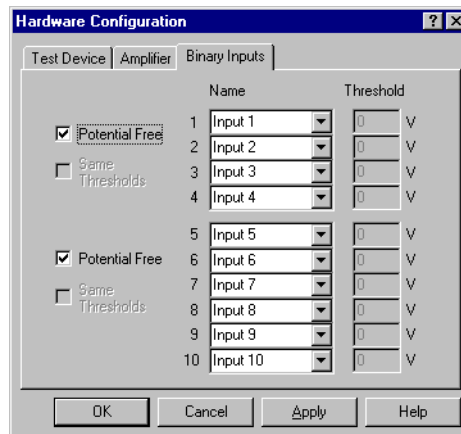 Hardware Configuration
Test Device Amplifier Binary Inputs
Name Threshold
Potential Free
Same
Thresholds
1 Input 1 0 V
2 Input 2 0 V
3 Input 3 0 V
4 Input 4 0 V
Potential Free
Same
Thresholds
5 Input 5 0 V
6 Input 6 0 V
7 Input 7 0 V
8 Input 8 0 V
9 Input 9 0 V
10 Input 10 0 V
OK Cancel Apply Help